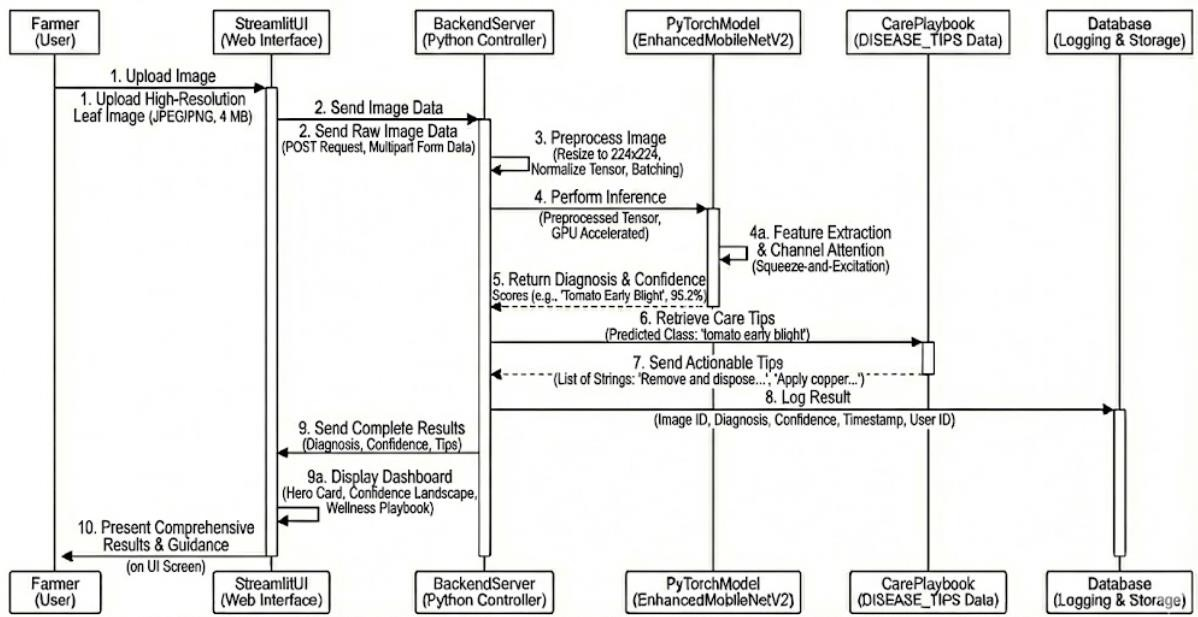 Farmer
(User)
StreamlitUI
(Web Interface)
BackendServer
(Python Controller)
PyTorchModel
(EnhancedMobileNetV2)
CarePlaybook
(DISEASE_TIPS Data)
Database
(Logging & Storage)
1. Upload Image
1. Upload High-Resolution
Leaf Image (JPEG/PNG, 4 MB)
2. Send Image Data
2. Send Raw Image Data
(POST Request, Multipart Form Data)
3. Preprocess Image
(Resize to 224x224,
Normalize Tensor, Batching)
4. Perform Inference
(Preprocessed Tensor,
GPU Accelerated)
4a. Feature Extraction
& Channel Attention
(Squeeze-and-Excitation)
5. Return Diagnosis & Confidence
Scores (e.g., 'Tomato Early Blight', 95.2%)
6. Retrieve Care Tips
(Predicted Class: 'tomato early blight')
7. Send Actionable Tips
(List of Strings: 'Remove and dispose...', 'Apply copper...')
8. Log Result
(Image ID, Diagnosis, Confidence, Timestamp, User ID)
9. Send Complete Results
(Diagnosis, Confidence, Tips)
9a. Display Dashboard
(Hero Card, Confidence Landscape,
Wellness Playbook)
10. Present Comprehensive
Results & Guidance
(on UI Screen)
Farmer
(User)
StreamlitUI
(Web Interface)
BackendServer
(Python Controller)
PyTorchModel
(EnhancedMobileNetV2)
CarePlaybook
(DISEASE_TIPS Data)
Database
(Logging & Storage)